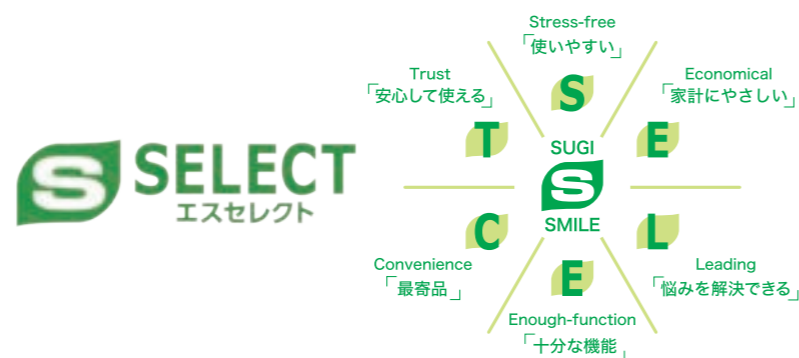 S SELECT
エスセレクト
Stress-free
「使いやすい」
S
Economical
「家計にやさしい」
E
Leading
「悩みを解決できる」
L
Enough-function
「十分な機能」
E
Convenience
「最寄品」
C
Trust
「安心して使える」
T
SUGI
S
SMILE